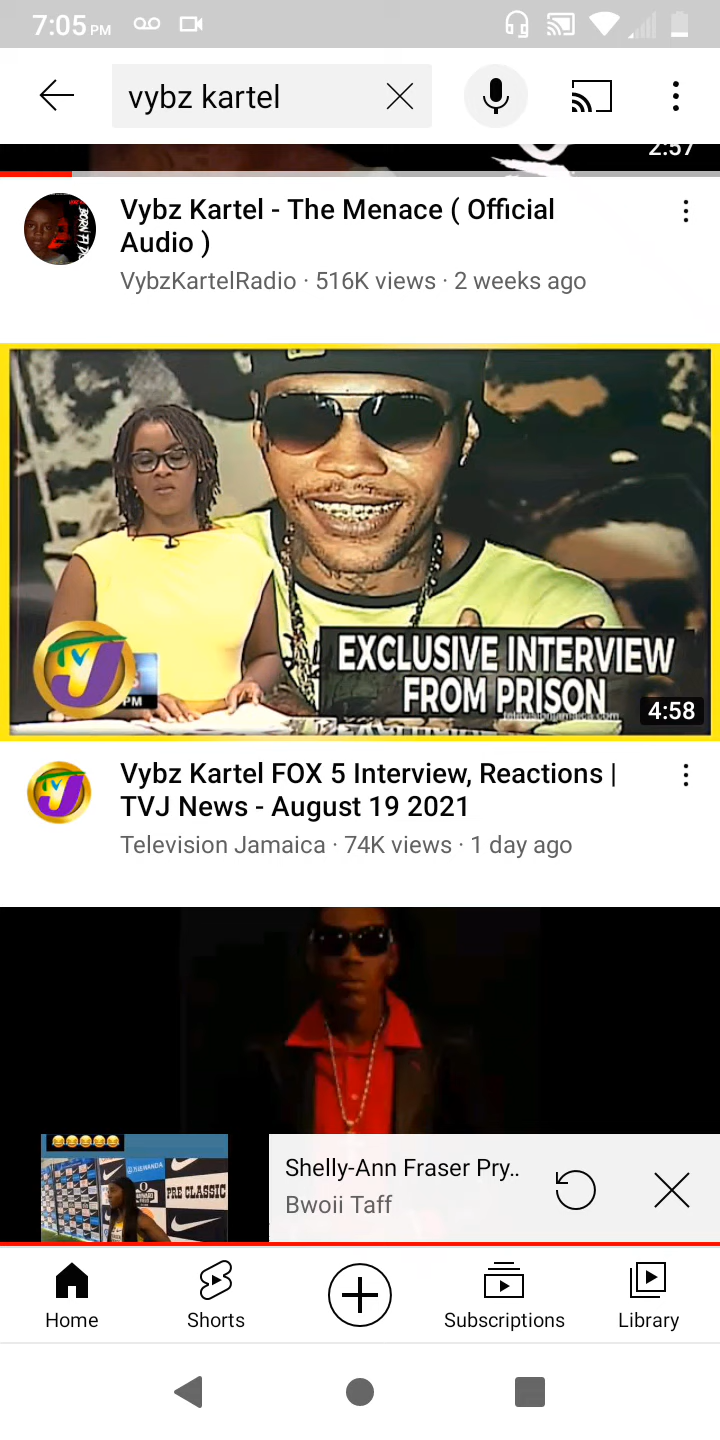 7:05 PM
vybz kartel
2:57
Vybz Kartel - The Menace ( Official
Audio )
VybzKartelRadio · 516K views · 2 weeks ago
EXCLUSIVE INTERVIEW
FROM PRISON
TVJ
PM
4:58
Vybz Kartel FOX 5 Interview, Reactions |
TVJ News - August 19 2021
Television Jamaica · 74K views · 1 day ago
PRE CLASSIC
Shelly-Ann Fraser Pry..
Bwoii Taff
Home
Shorts
Subscriptions
Library